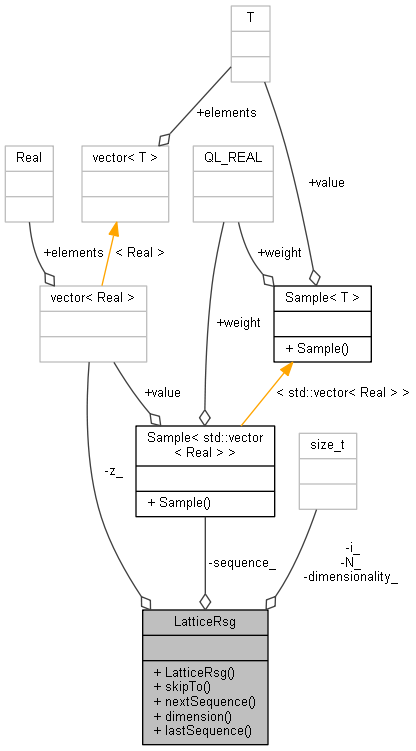 T
+elements
Real
vector< T >
QL_REAL
+value
+elements
< Real >
+weight
vector< Real >
Sample< T >
+ Sample()
+weight
+value
< std::vector< Real > >
Sample< std::vector
< Real > >
+ Sample()
size_t
-z_
-sequence_
-i_
-N_
-dimensionality_
LatticeRsg
+ LatticeRsg()
+ skipTo()
+ nextSequence()
+ dimension()
+ lastSequence()